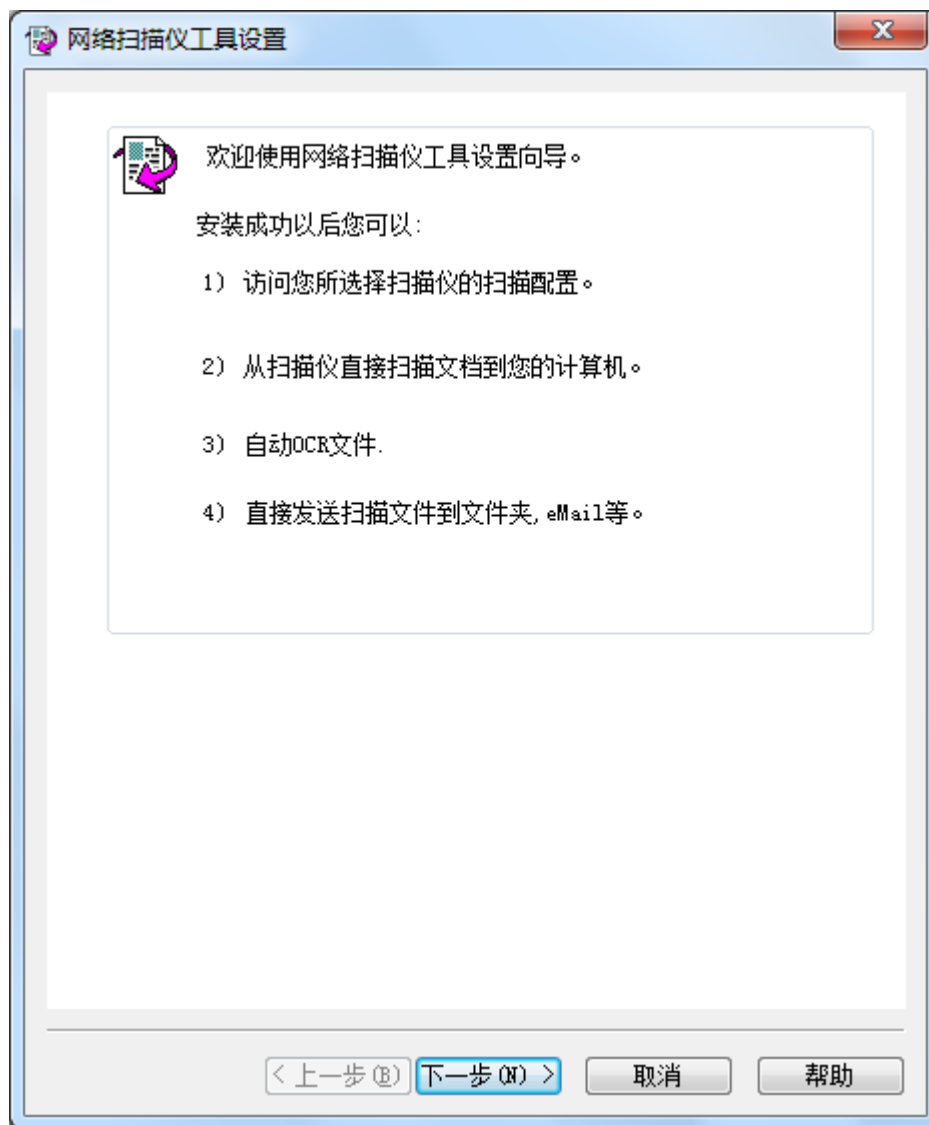 网络扫描仪工具设置
欢迎使用网络扫描仪工具设置向导。
安装成功以后您可以:
1) 访问您所选择扫描仪的扫描配置。
2) 从扫描仪直接扫描文档到您的计算机。
3) 自动OCR文件.
4) 直接发送扫描文件到文件夹, eMail等。
< 上一步(B) 下一步(N) > 取消 帮助